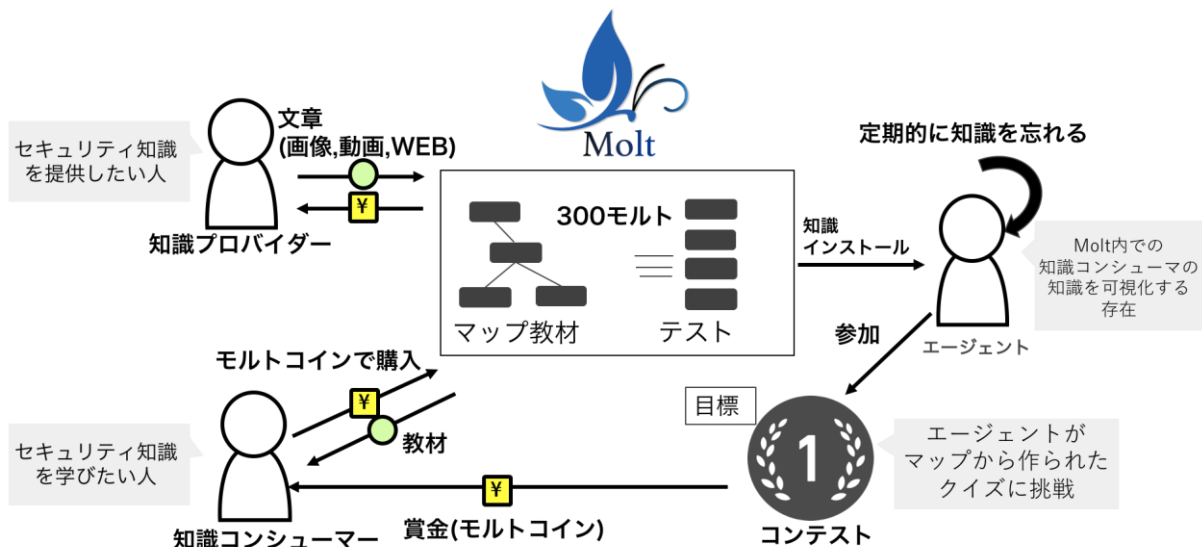 Molt
セキュリティ知識
を提供したい人
文章
(画像,動画,WEB)
¥
知識プロバイダー
300モルト
マップ教材
テスト
知識
インストール
定期的に知識を忘れる
Molt内での
知識コンシューマの
知識を可視化する
存在
エージェント
参加
モルトコインで購入
¥
教材
セキュリティ知識
を学びたい人
知識コンシューマー
¥
賞金(モルトコイン)
目標
1
コンテスト
エージェントが
マップから作られた
クイズに挑戦